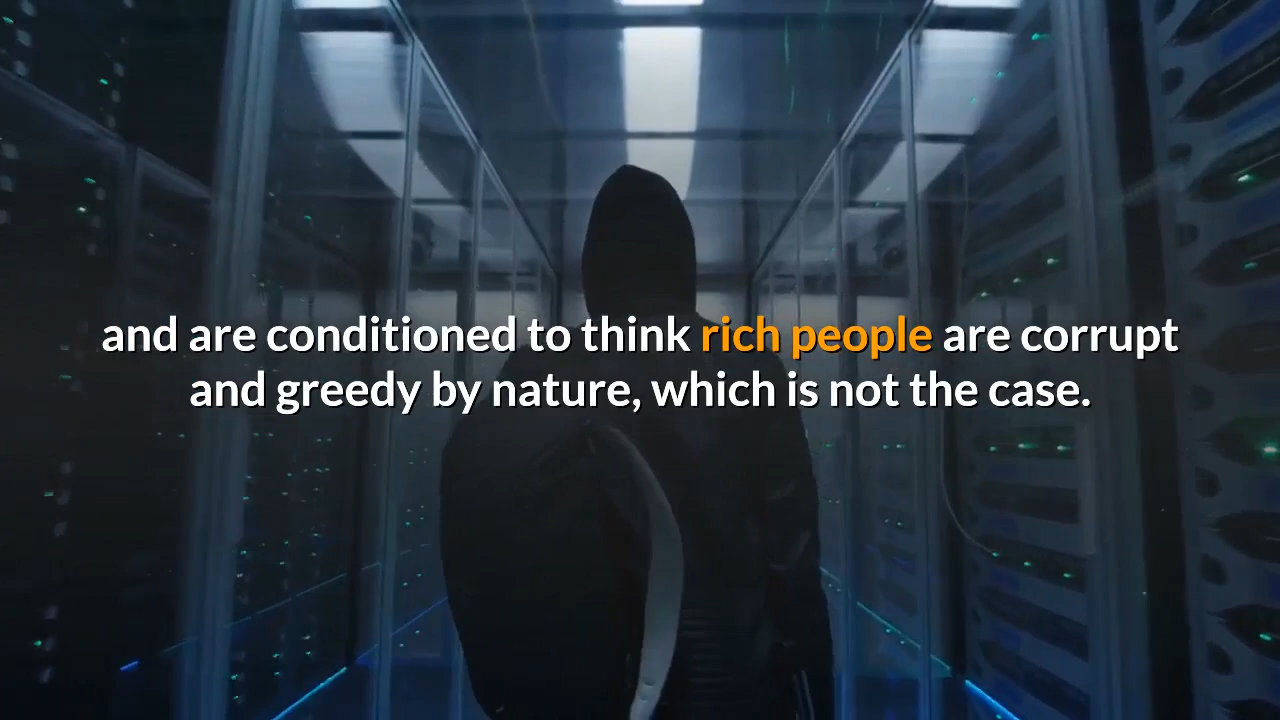 and are conditioned to think rich people are corrupt
and greedy by nature, which is not the case.